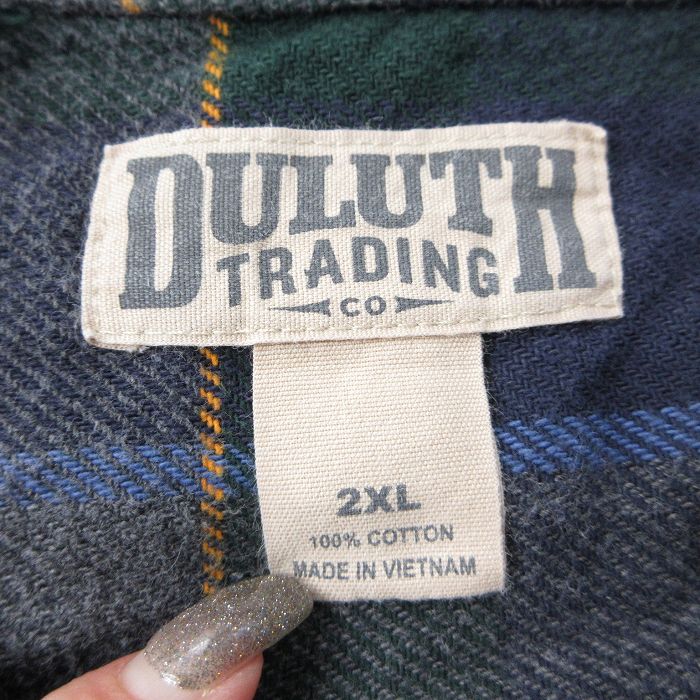 DULUTH
TRADING
CO
2XL
100% COTTON
MADE IN VIETNAM